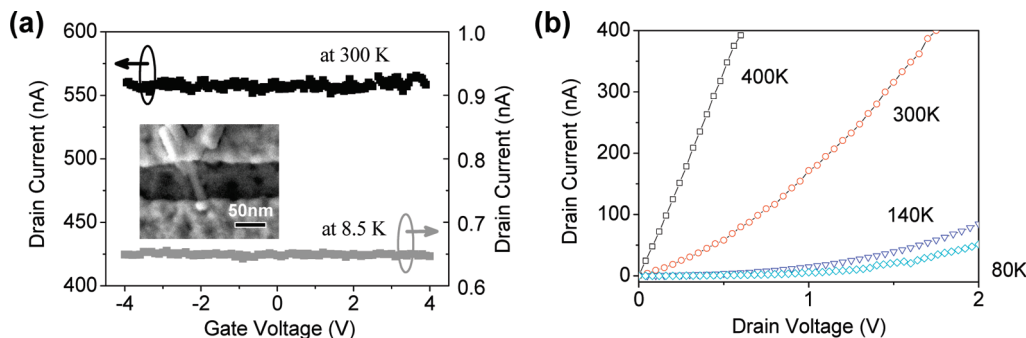 (a)
600
550
500
450
400
Drain Current (nA)
at 300 K
50nm
at 8.5 K
1.0
0.9
0.8
0.7
0.6
Drain Current (nA)
-4 -2 0 2 4
Gate Voltage (V)
(b)
400
300
200
100
0
Drain Current (nA)
400K
300K
140K
80K
0 1 2
Drain Voltage (V)